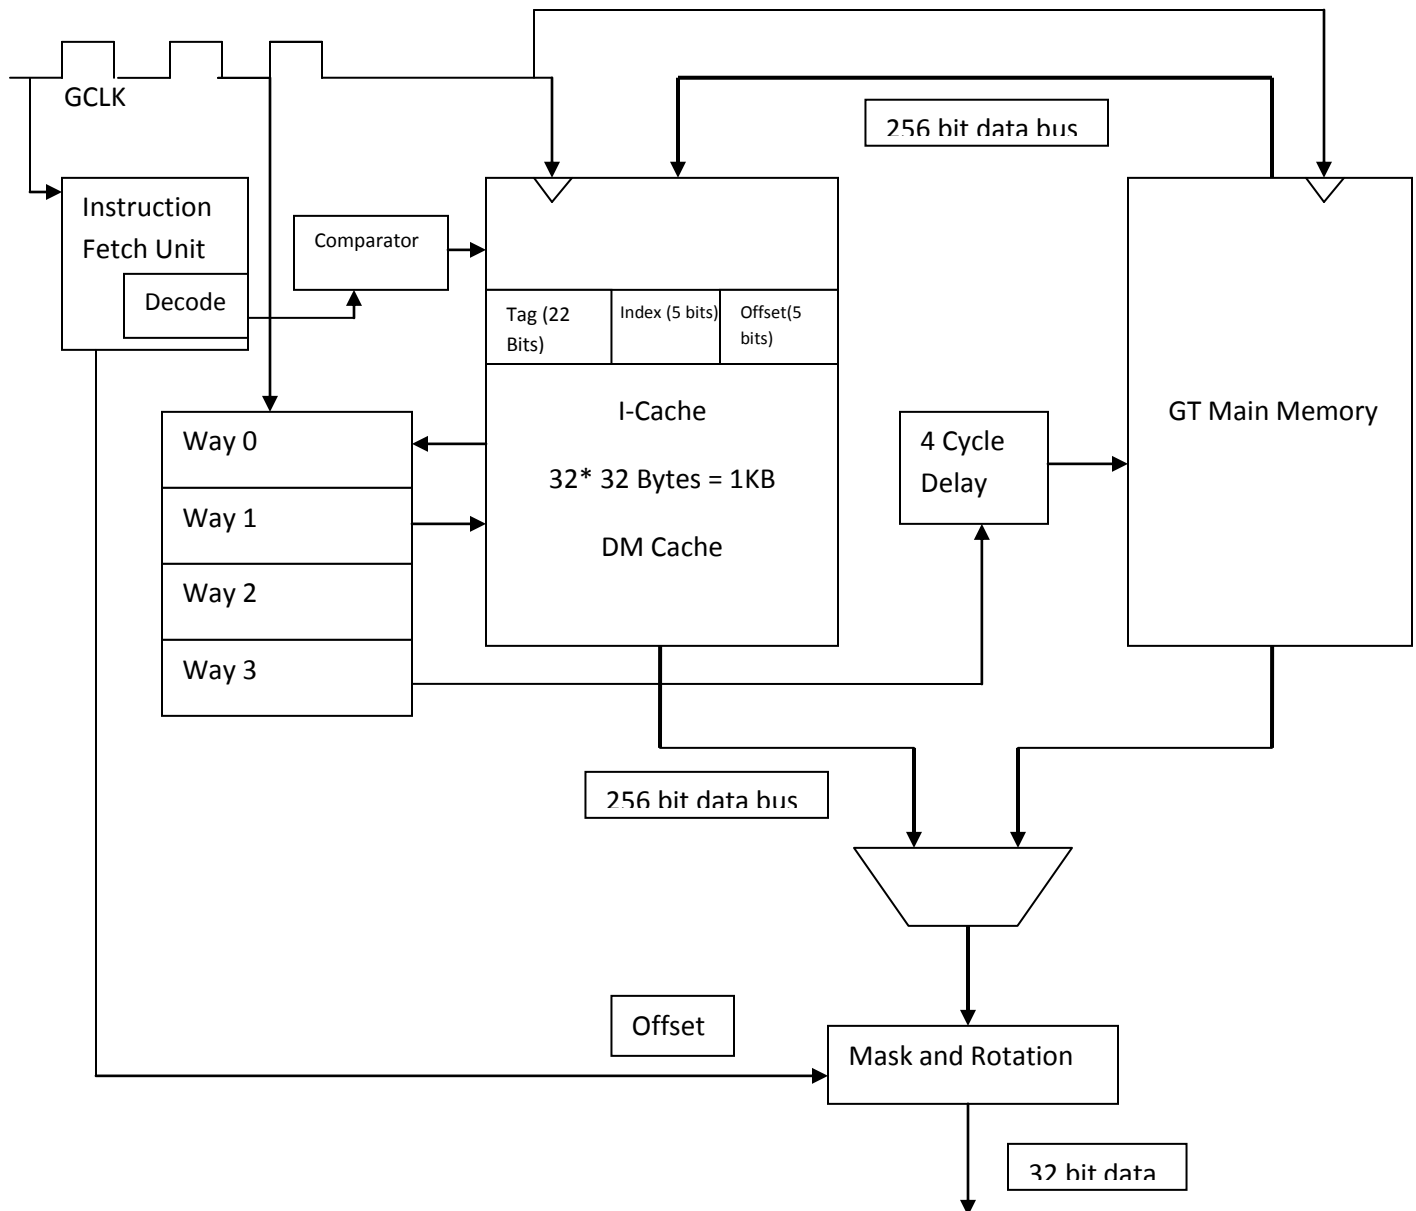 GCLK
256 bit data bus
Instruction
Fetch Unit
Decode
Comparator
Tag (22
Bits)
Index (5 bits)
Offset(5
bits)
I-Cache
32* 32 Bytes = 1KB
DM Cache
Way 0
Way 1
Way 2
Way 3
4 Cycle
Delay
GT Main Memory
256 bit data bus
Offset
Mask and Rotation
32 bit data